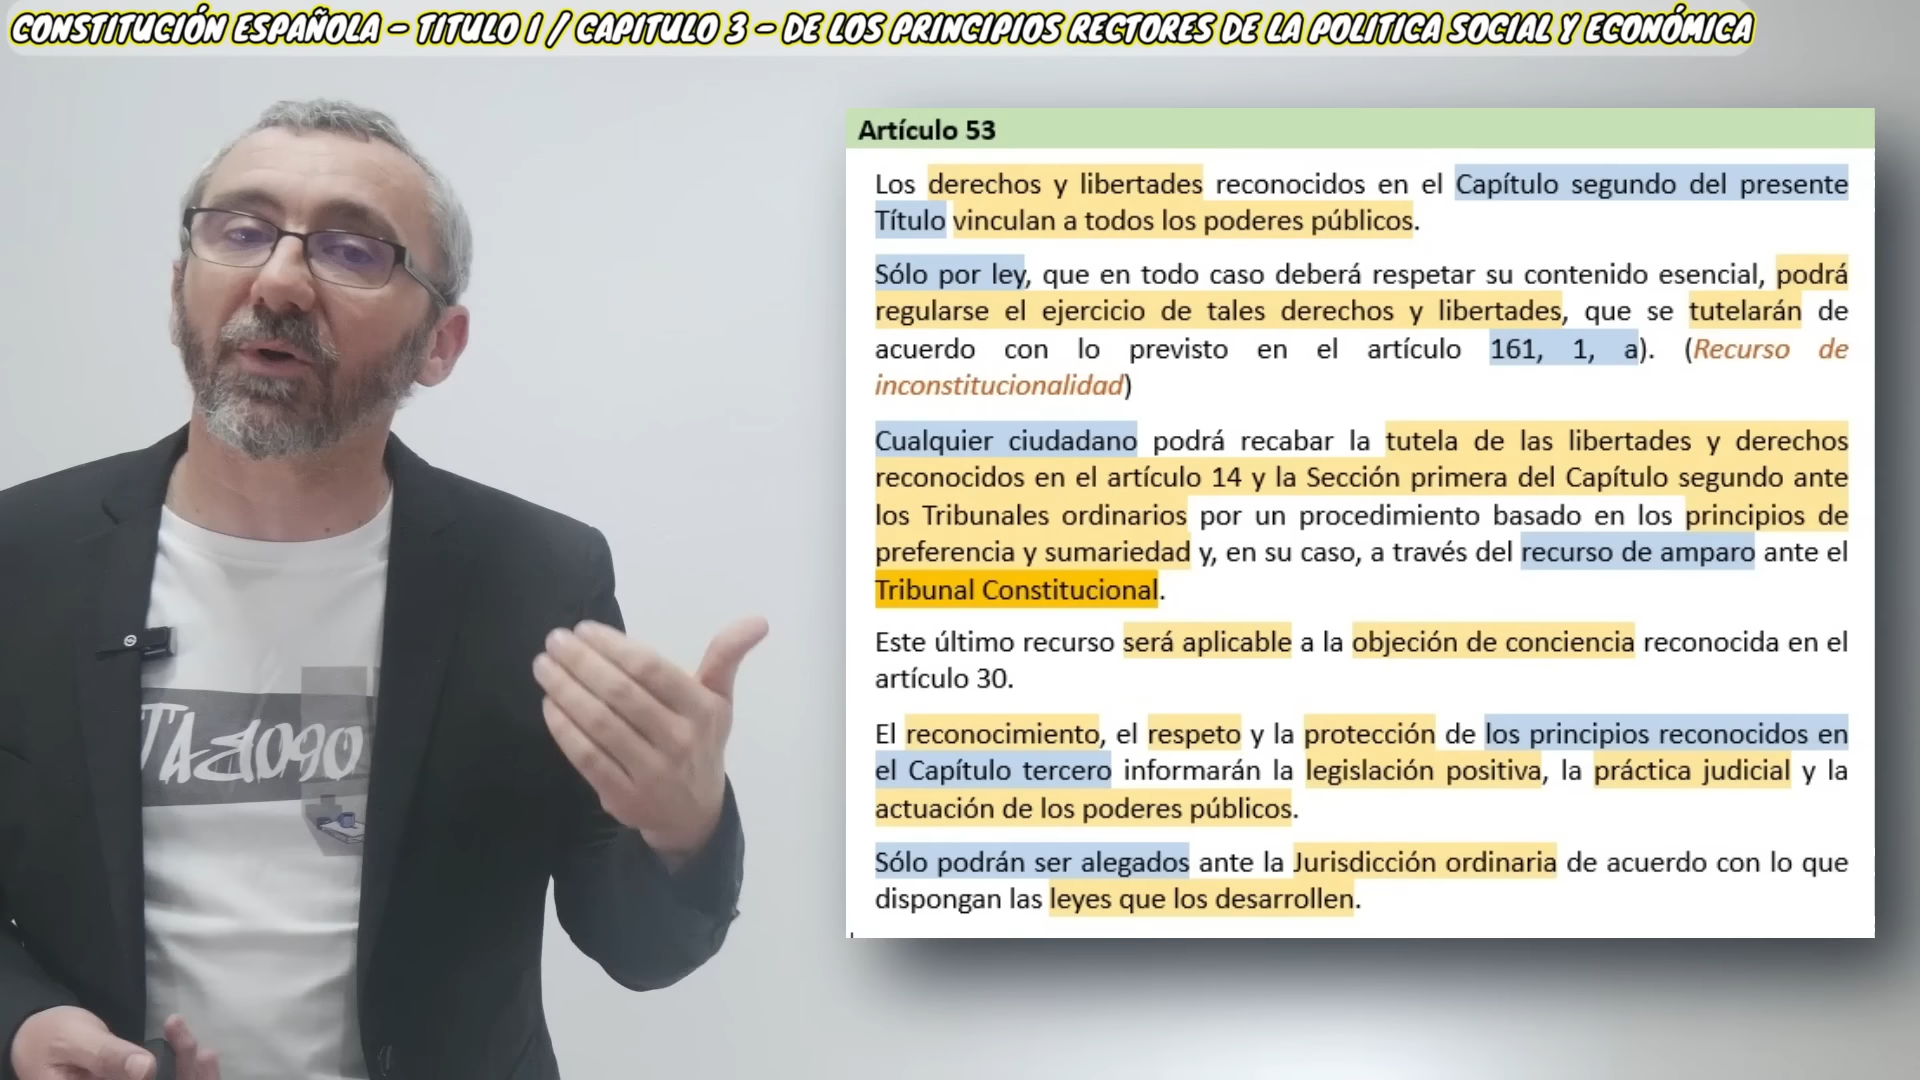 CONSTITUCIÓN ESPAÑOLA - TITULO I / CAPITULO 3 - DE LOS PRINCIPIOS RECTORES DE LA POLITICA SOCIAL Y ECONÓMICA
Artículo 53
Los derechos y libertades reconocidos en el Capítulo segundo del presente
Título vinculan a todos los poderes públicos.
Sólo por ley, que en todo caso deberá respetar su contenido esencial, podrá
regularse el ejercicio de tales derechos y libertades, que se tutelarán de
acuerdo con lo previsto en el artículo 161, 1, a). (Recurso de
inconstitucionalidad)
Cualquier ciudadano podrá recabar la tutela de las libertades y derechos
reconocidos en el artículo 14 y la Sección primera del Capítulo segundo ante
los Tribunales ordinarios por un procedimiento basado en los principios de
preferencia y sumariedad y, en su caso, a través del recurso de amparo ante el
Tribunal Constitucional.
Este último recurso será aplicable a la objeción de conciencia reconocida en el
artículo 30.
El reconocimiento, el respeto y la protección de los principios reconocidos en
el Capítulo tercero informarán la legislación positiva, la práctica judicial y la
actuación de los poderes públicos.
Sólo podrán ser alegados ante la Jurisdicción ordinaria de acuerdo con lo que
dispongan las leyes que los desarrollen.